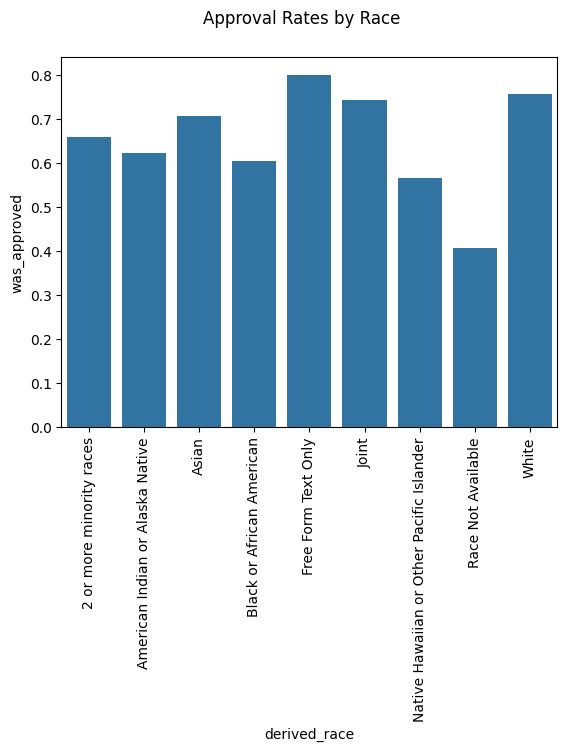 Approval Rates by Race
was_approved
0.8
0.7
0.6
0.5
0.4
0.3
0.2
0.1
0.0
2 or more minority races
American Indian or Alaska Native
Asian
Black or African American
Free Form Text Only
Joint
Native Hawaiian or Other Pacific Islander
Race Not Available
White
derived_race